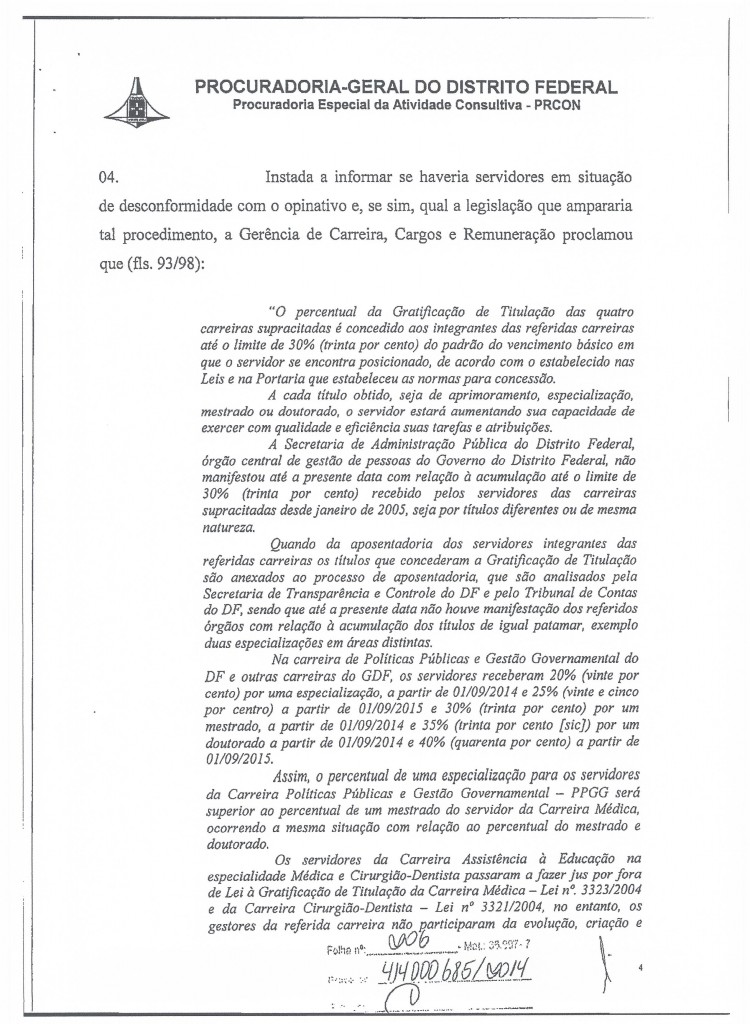 PROCURADORIA-GERAL DO DISTRITO FEDERAL
Procuradoria Especial da Atividade Consultiva - PRCON
04. Instada a informar se haveria servidores em situação
de desconformidade com o opinativo e, se sim, qual a legislação que ampararia
tal procedimento, a Gerência de Carreira, Cargos e Remuneração proclamou
que (fls. 93/98):
"O percentual da Gratificação de Titulação das quatro
carreiras supracitadas é concedido aos integrantes das referidas carreiras
até o limite de 30% (trinta por cento) do padrão do vencimento básico em
que o servidor se encontra posicionado, de acordo com o estabelecido nas
Leis e na Portaria que estabeleceu as normas para concessão.
A cada título obtido, seja de aprimoramento, especialização,
mestrado ou doutorado, o servidor estará aumentando sua capacidade de
exercer com qualidade e eficiência suas tarefas e atribuições.
A Secretaria de Administração Pública do Distrito Federal,
órgão central de gestão de pessoas do Governo do Distrito Federal, não
manifestou até a presente data com relação à acumulação até o limite de
30% (trinta por cento) recebido pelos servidores das carreiras
supracitadas desde janeiro de 2005, seja por títulos diferentes ou de mesma
natureza.
Quando da aposentadoria dos servidores integrantes das
referidas carreiras os títulos que concederam a Gratificação de Titulação
são anexados ao processo de aposentadoria, que são analisados pela
Secretaria de Transparência e Controle do DF e pelo Tribunal de Contas
do DF, sendo que até a presente data não houve manifestação dos referidos
órgãos com relação à acumulação dos títulos de igual patamar, exemplo
duas especializações em áreas distintas.
Na carreira de Políticas Públicas e Gestão Governamental do
DF e outras carreiras do GDF, os servidores receberam 20% (vinte por
cento) por uma especialização, a partir de 01/09/2014 e 25% (vinte e cinco
por centro) a partir de 01/09/2015 e 30% (trinta por cento) por um
mestrado, a partir de 01/09/2014 e 35% (trinta por cento [sic]) por um
doutorado a partir de 01/09/2014 e 40% (quarenta por cento) a partir de
01/09/2015.
Assim, o percentual de uma especialização para os servidores
da Carreira Políticas Públicas e Gestão Governamental – PPGG será
superior ao percentual de um mestrado do servidor da Carreira Médica,
ocorrendo a mesma situação com relação ao percentual do mestrado e
doutorado.
Os servidores da Carreira Assistência à Educação na
especialidade Médica e Cirurgião-Dentista passaram a fazer jus por fora
de Lei à Gratificação de Titulação da Carreira Médica – Lei nº. 3323/2004
e da Carreira Cirurgião-Dentista – Lei nº 3321/2004, no entanto, os
gestores da referida carreira não participaram da evolução, criação e
Folha nº: 006 - Mat.: 35.997-7
414000685/2014
4